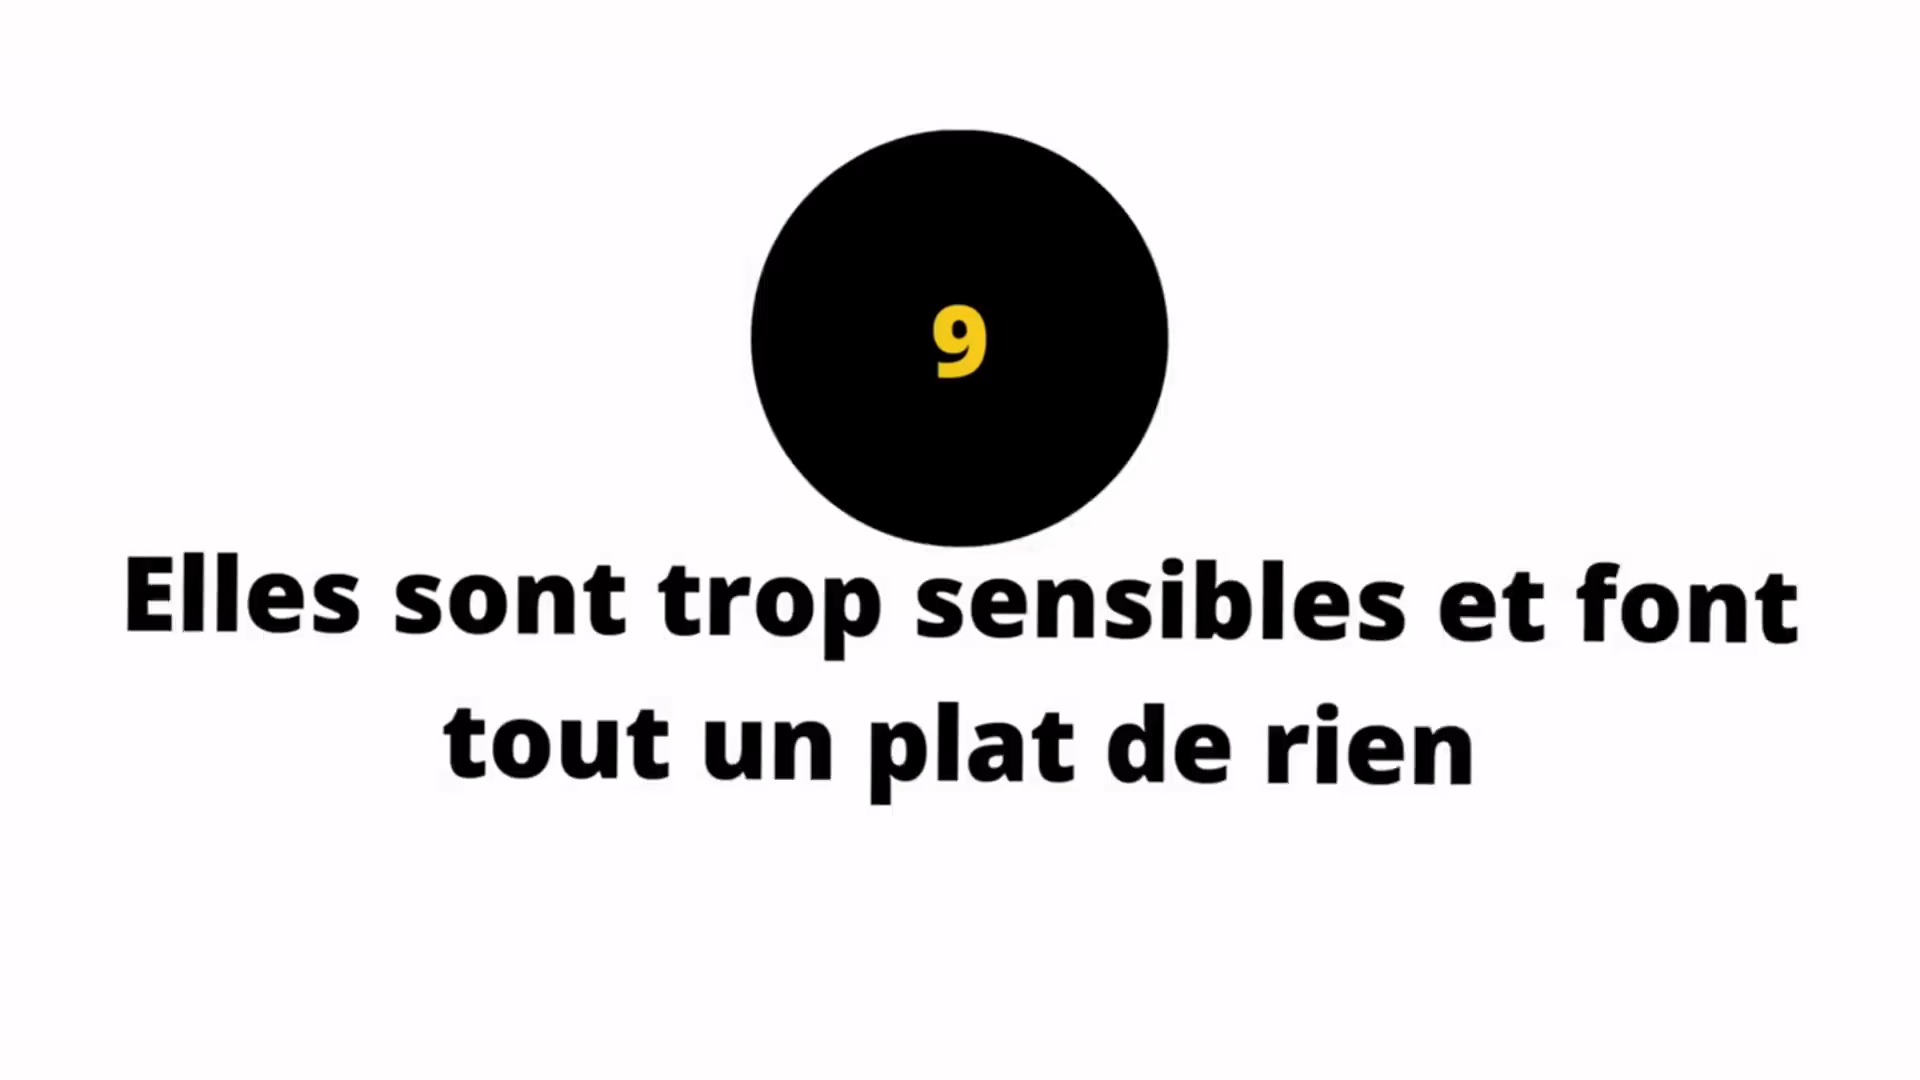 9
Elles sont trop sensibles et font
tout un plat de rien